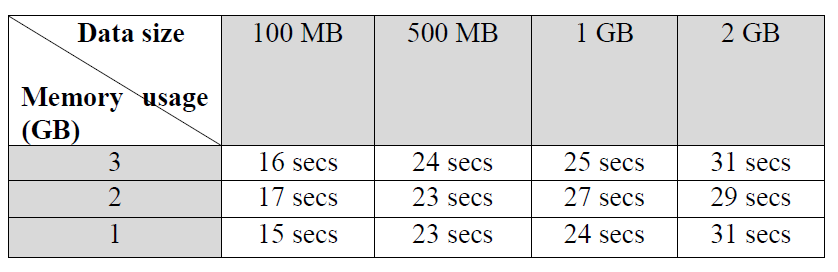 Data size 100 MB 500 MB 1 GB 2 GB
Memory usage
(GB)
3 16 secs 24 secs 25 secs 31 secs
2 17 secs 23 secs 27 secs 29 secs
1 15 secs 23 secs 24 secs 31 secs